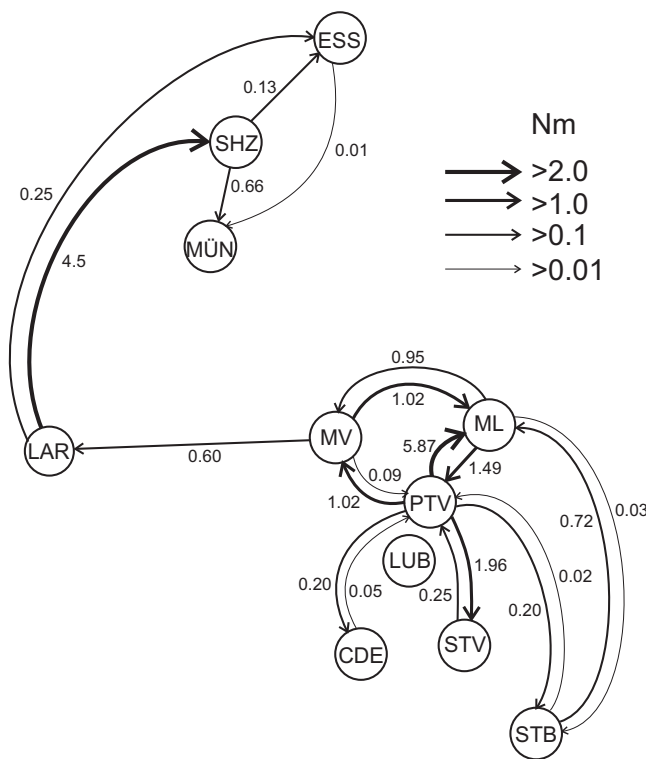 ESS
0.13
SHZ
0.01
Nm
>2.0
0.66
0.25
>1.0
>0.1
MÜN
4.5
>0.01
0.95
1.02
ML
MV
LAR
0.60
5.87
0.09
1.49
1.02
PTV
0.03
0.72
LUB
1.96
0.02
0.20
0.05
0.25
0.20
CDE
STV
STB